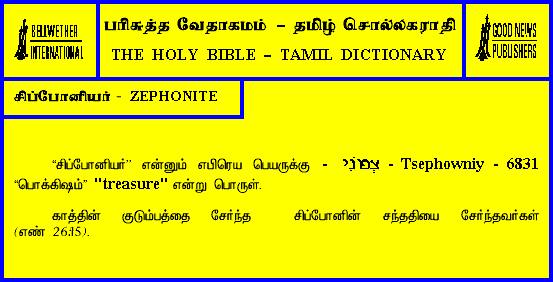 BELLWETHER
INTERNATIONAL
பரிசுத்த வேதாகமம் – தமிழ் சொல்லகராதி
THE HOLY BIBLE – TAMIL DICTIONARY
GOOD NEWS
PUBLISHERS
சிப்போனியர் - ZEPHONITE
“சிப்போனியர்” என்னும் எபிரெய பெயருக்கு - צְפוֹנִי - Tsephowniy - 6831
“பொக்கிஷம்” "treasure" என்று பொருள்.
காத்தின் குடும்பத்தை சேர்ந்த சிப்போனின் சந்ததியை சேர்ந்தவர்கள்
(எண் 26:15).